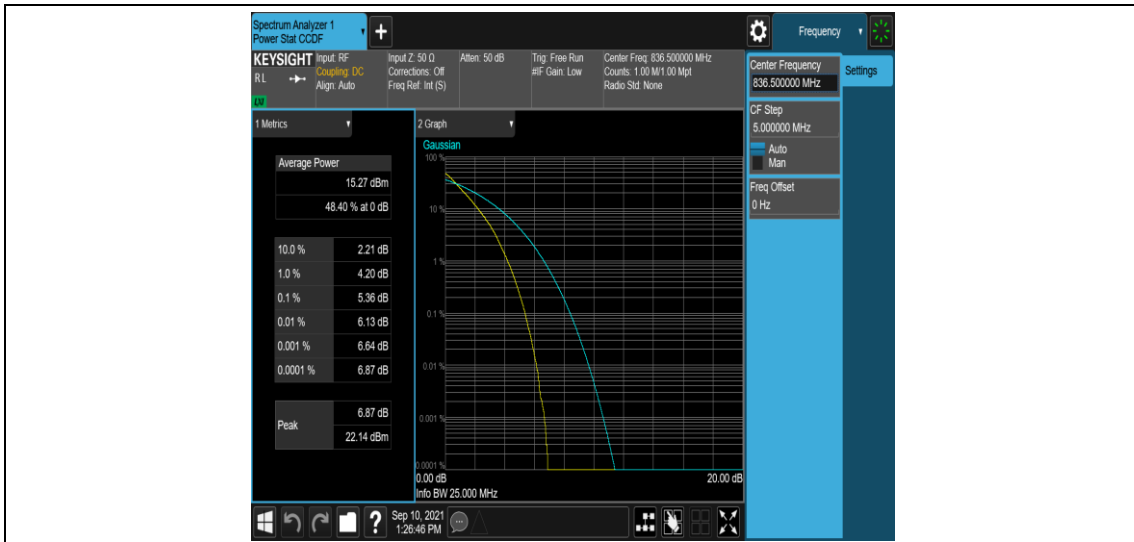 Spectrum Analyzer 1
Power Stat CCDF
+
Frequency
KEYSIGHT
RL
LXI
Input: RF
Coupling: DC
Align: Auto
Input Z: 50 Ω
Corrections: Off
Freq Ref: Int (S)
Atten: 50 dB
Trig: Free Run
#IF Gain: Low
Center Freq: 836.500000 MHz
Counts: 1.00 M/1.00 Mpt
Radio Std: None
Center Frequency
836.500000 MHz
Settings
CF Step
5.000000 MHz
Auto
Man
Freq Offset
0 Hz
1 Metrics
Average Power
15.27 dBm
48.40 % at 0 dB
10.0 % 2.21 dB
1.0 % 4.20 dB
0.1 % 5.36 dB
0.01 % 6.13 dB
0.001 % 6.64 dB
0.0001 % 6.87 dB
Peak
6.87 dB
22.14 dBm
2 Graph
Gaussian
100 %
10 %
1 %
0.1 %
0.01 %
0.001 %
0.0001 %
0.00 dB 20.00 dB
Info BW 25.000 MHz
?
Sep 10, 2021
1:26:46 PM